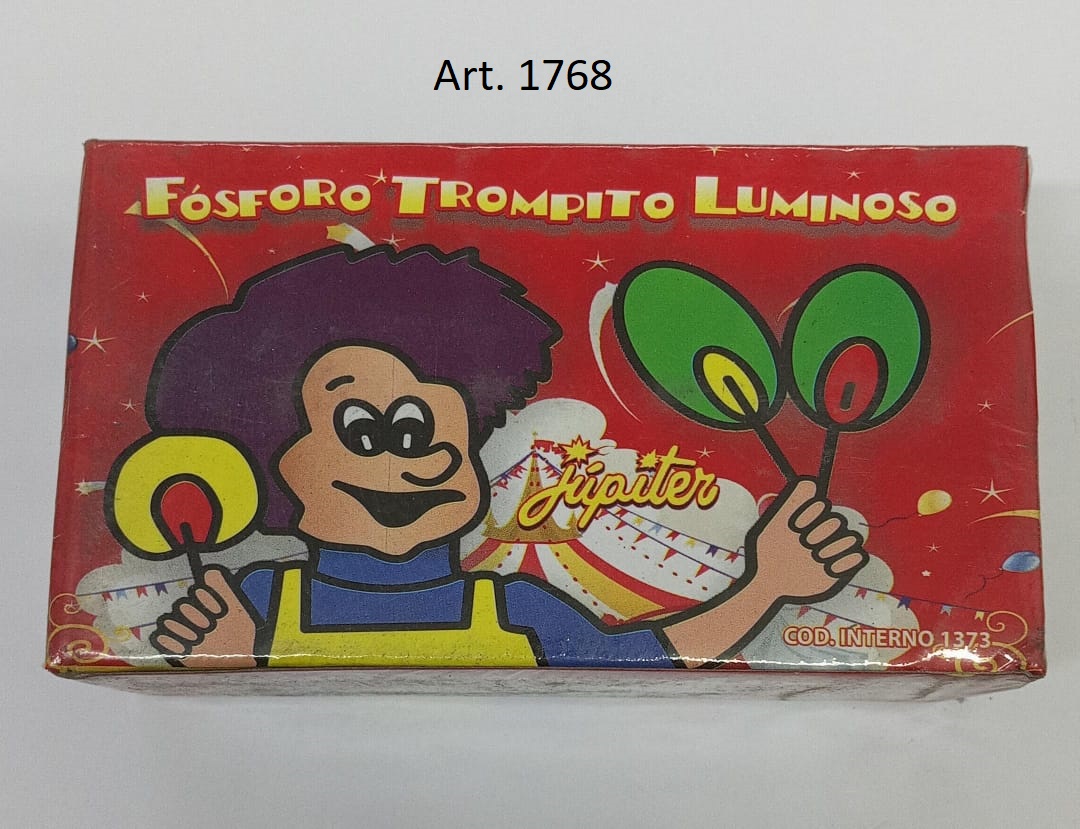 Art. 1768
FÓSFORO TROMPITO LUMINOSO
júpiter
COD. INTERNO 1373